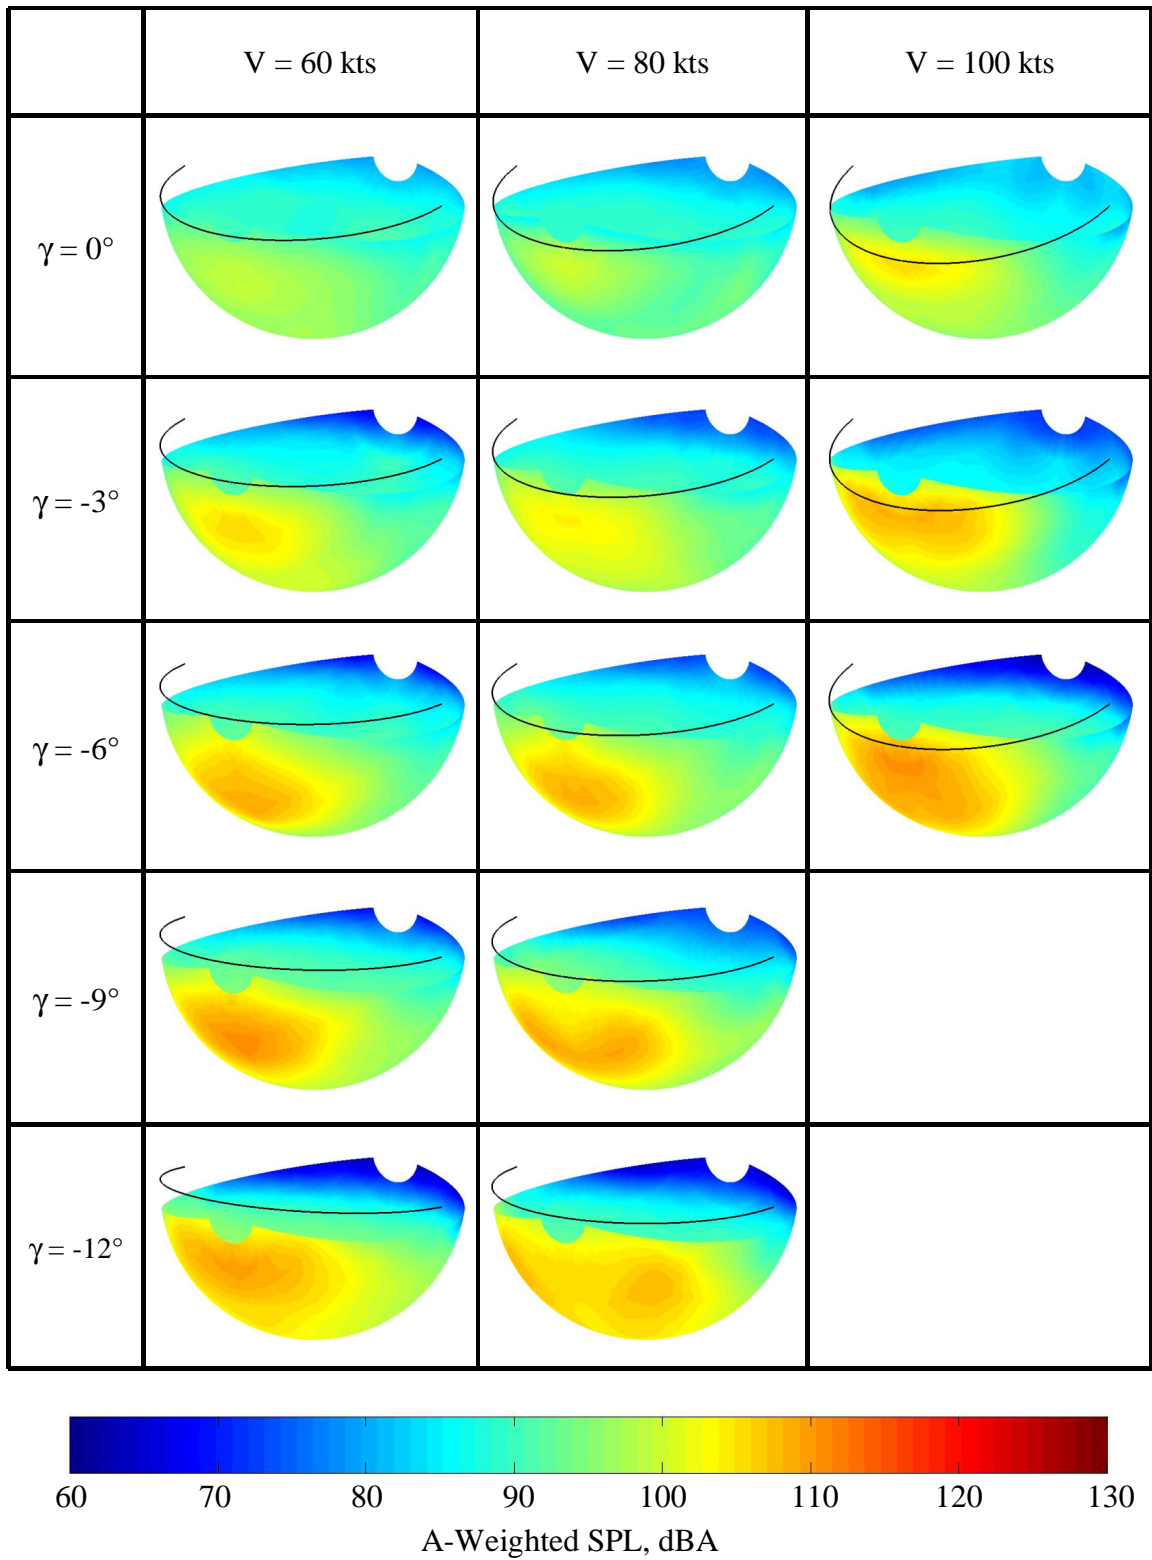 V = 60 kts V = 80 kts V = 100 kts
γ = 0°
γ = -3°
γ = -6°
γ = -9°
γ = -12°
60 70 80 90 100 110 120 130
A-Weighted SPL, dBA